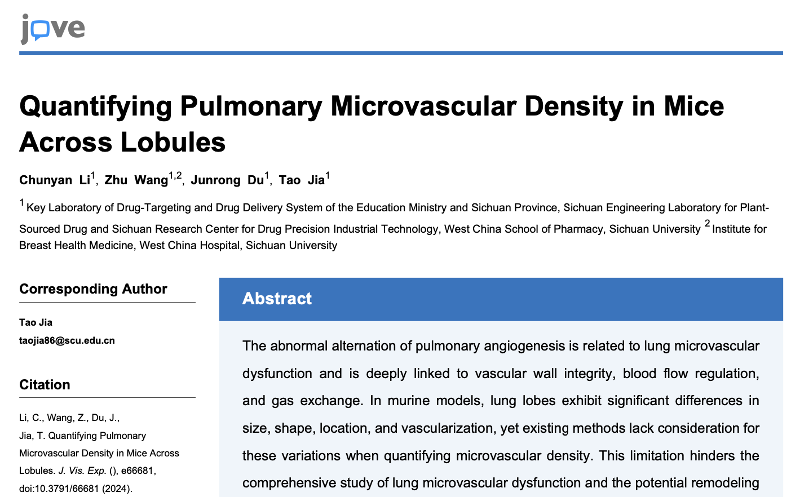 jove
Quantifying Pulmonary Microvascular Density in Mice
Across Lobules
Chunyan Li1, Zhu Wang1,2, Junrong Du1, Tao Jia1
1 Key Laboratory of Drug-Targeting and Drug Delivery System of the Education Ministry and Sichuan Province, Sichuan Engineering Laboratory for Plant-
Sourced Drug and Sichuan Research Center for Drug Precision Industrial Technology, West China School of Pharmacy, Sichuan University 2 Institute for
Breast Health Medicine, West China Hospital, Sichuan University
Corresponding Author
Tao Jia
taojia86@scu.edu.cn
Citation
Li, C., Wang, Z., Du, J.,
Jia, T. Quantifying Pulmonary
Microvascular Density in Mice Across
Lobules. J. Vis. Exp. (), e66681,
doi:10.3791/66681 (2024).
Abstract
The abnormal alternation of pulmonary angiogenesis is related to lung microvascular
dysfunction and is deeply linked to vascular wall integrity, blood flow regulation,
and gas exchange. In murine models, lung lobes exhibit significant differences in
size, shape, location, and vascularization, yet existing methods lack consideration for
these variations when quantifying microvascular density. This limitation hinders the
comprehensive study of lung microvascular dysfunction and the potential remodeling